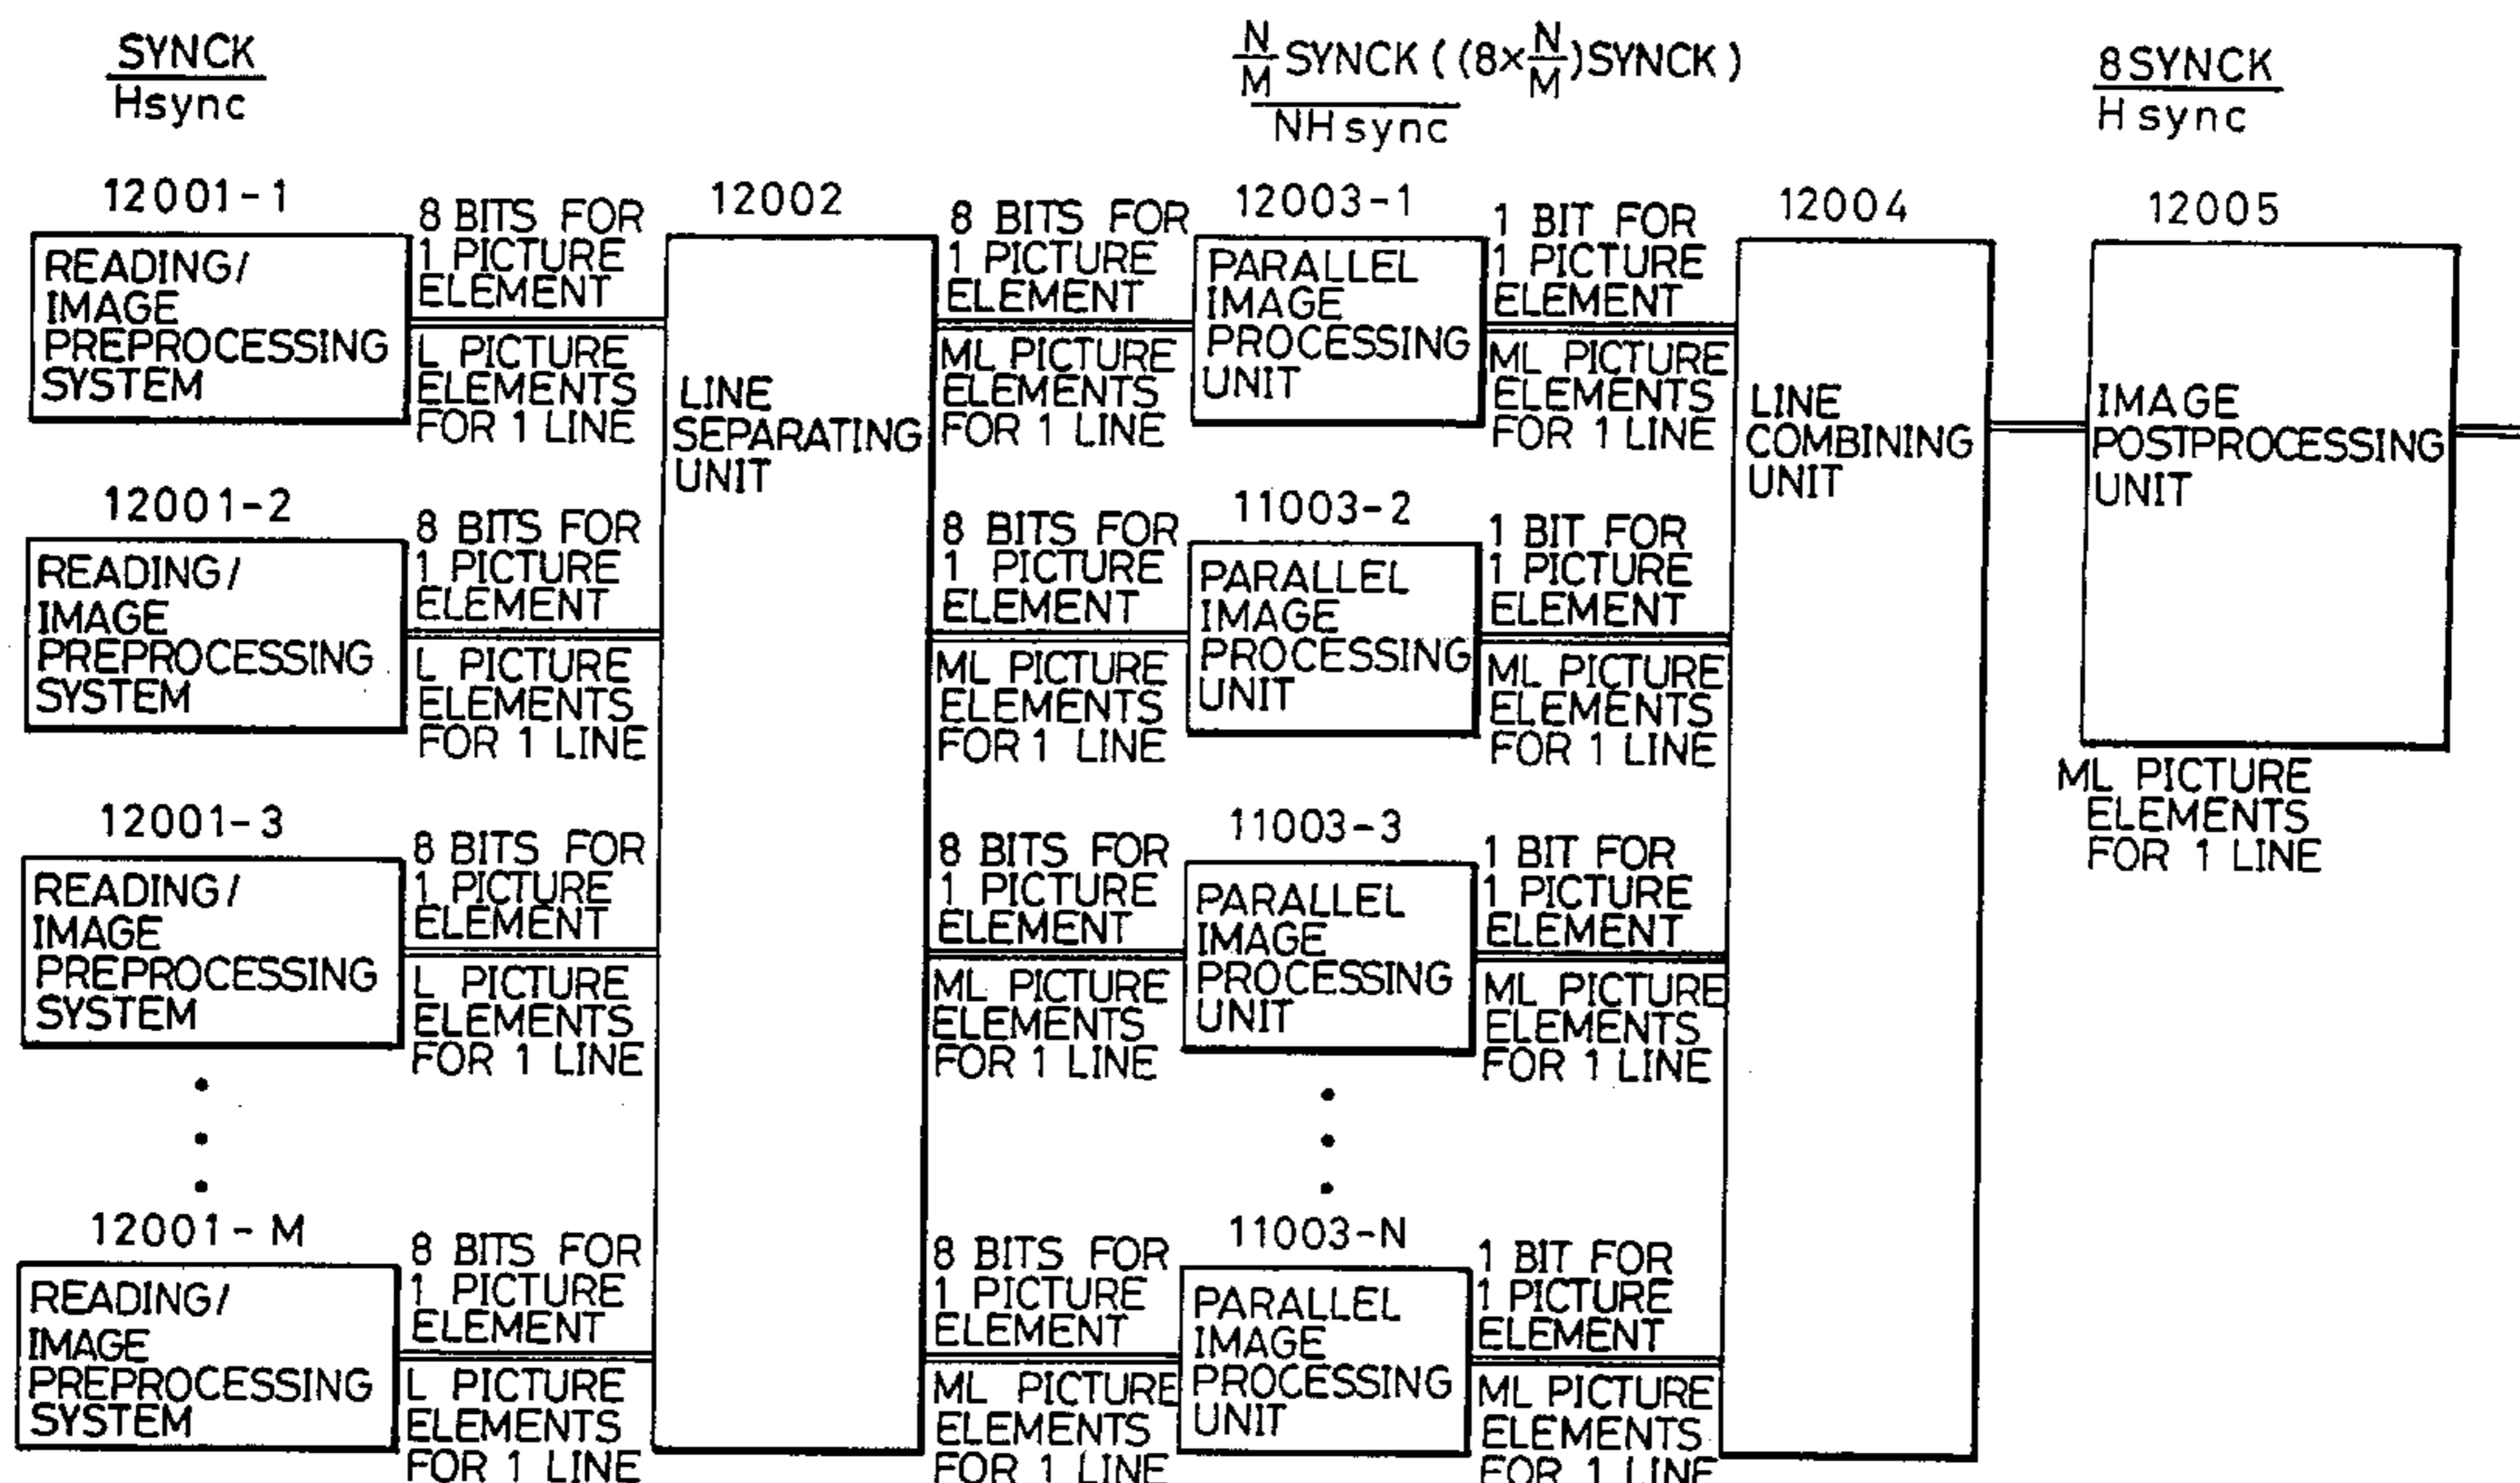 SYNCK
Hsync
N
M SYNCK ((8×N
M)SYNCK)
NHsync
8SYNCK
Hsync
12001-1
READING/
IMAGE
PREPROCESSING
SYSTEM
8 BITS FOR
1 PICTURE
ELEMENT
L PICTURE
ELEMENTS
FOR 1 LINE
12001-2
READING/
IMAGE
PREPROCESSING
SYSTEM
8 BITS FOR
1 PICTURE
ELEMENT
L PICTURE
ELEMENTS
FOR 1 LINE
12001-3
READING/
IMAGE
PREPROCESSING
SYSTEM
8 BITS FOR
1 PICTURE
ELEMENT
L PICTURE
ELEMENTS
FOR 1 LINE
12001-M
READING/
IMAGE
PREPROCESSING
SYSTEM
8 BITS FOR
1 PICTURE
ELEMENT
L PICTURE
ELEMENTS
FOR 1 LINE
12002
LINE
SEPARATING
UNIT
8 BITS FOR
1 PICTURE
ELEMENT
ML PICTURE
ELEMENTS
FOR 1 LINE
12003-1
PARALLEL
IMAGE
PROCESSING
UNIT
1 BIT FOR
1 PICTURE
ELEMENT
ML PICTURE
ELEMENTS
FOR 1 LINE
8 BITS FOR
1 PICTURE
ELEMENT
ML PICTURE
ELEMENTS
FOR 1 LINE
11003-2
PARALLEL
IMAGE
PROCESSING
UNIT
1 BIT FOR
1 PICTURE
ELEMENT
ML PICTURE
ELEMENTS
FOR 1 LINE
8 BITS FOR
1 PICTURE
ELEMENT
ML PICTURE
ELEMENTS
FOR 1 LINE
11003-3
PARALLEL
IMAGE
PROCESSING
UNIT
1 BIT FOR
1 PICTURE
ELEMENT
ML PICTURE
ELEMENTS
FOR 1 LINE
8 BITS FOR
1 PICTURE
ELEMENT
ML PICTURE
ELEMENTS
FOR 1 LINE
11003-N
PARALLEL
IMAGE
PROCESSING
UNIT
1 BIT FOR
1 PICTURE
ELEMENT
ML PICTURE
ELEMENTS
FOR 1 LINE
12004
LINE
COMBINING
UNIT
12005
IMAGE
POSTPROCESSING
UNIT
ML PICTURE
ELEMENTS
FOR 1 LINE